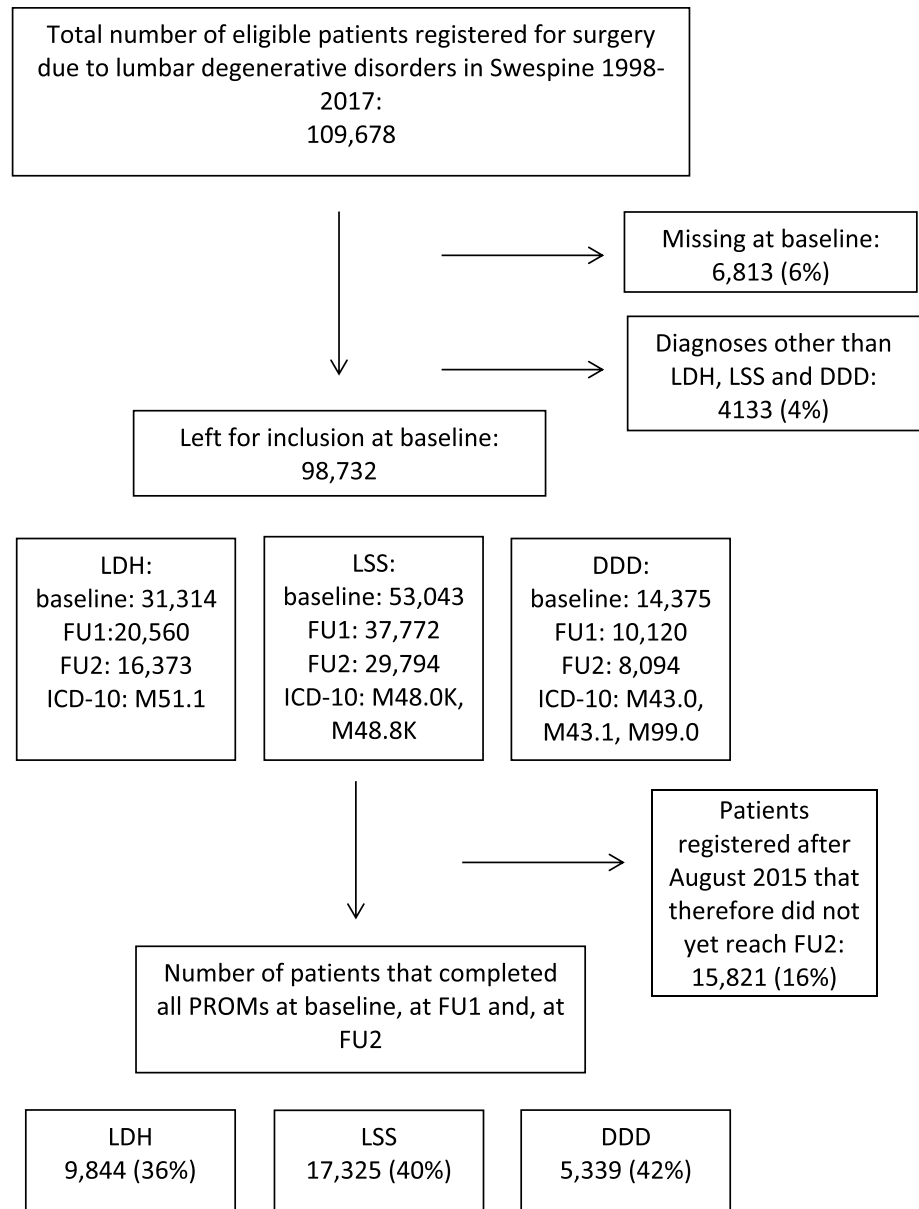 Total number of eligible patients registered for surgery
due to lumbar degenerative disorders in Swespine 1998-
2017:
109,678
Missing at baseline:
6,813 (6%)
Diagnoses other than
LDH, LSS and DDD:
4133 (4%)
Left for inclusion at baseline:
98,732
LDH:
baseline: 31,314
FU1:20,560
FU2: 16,373
ICD-10: M51.1
LSS:
baseline: 53,043
FU1: 37,772
FU2: 29,794
ICD-10: M48.0K,
M48.8K
DDD:
baseline: 14,375
FU1: 10,120
FU2: 8,094
ICD-10: M43.0,
M43.1, M99.0
Patients
registered after
August 2015 that
therefore did not
yet reach FU2:
15,821 (16%)
Number of patients that completed
all PROMs at baseline, at FU1 and, at
FU2
LDH
9,844 (36%)
LSS
17,325 (40%)
DDD
5,339 (42%)